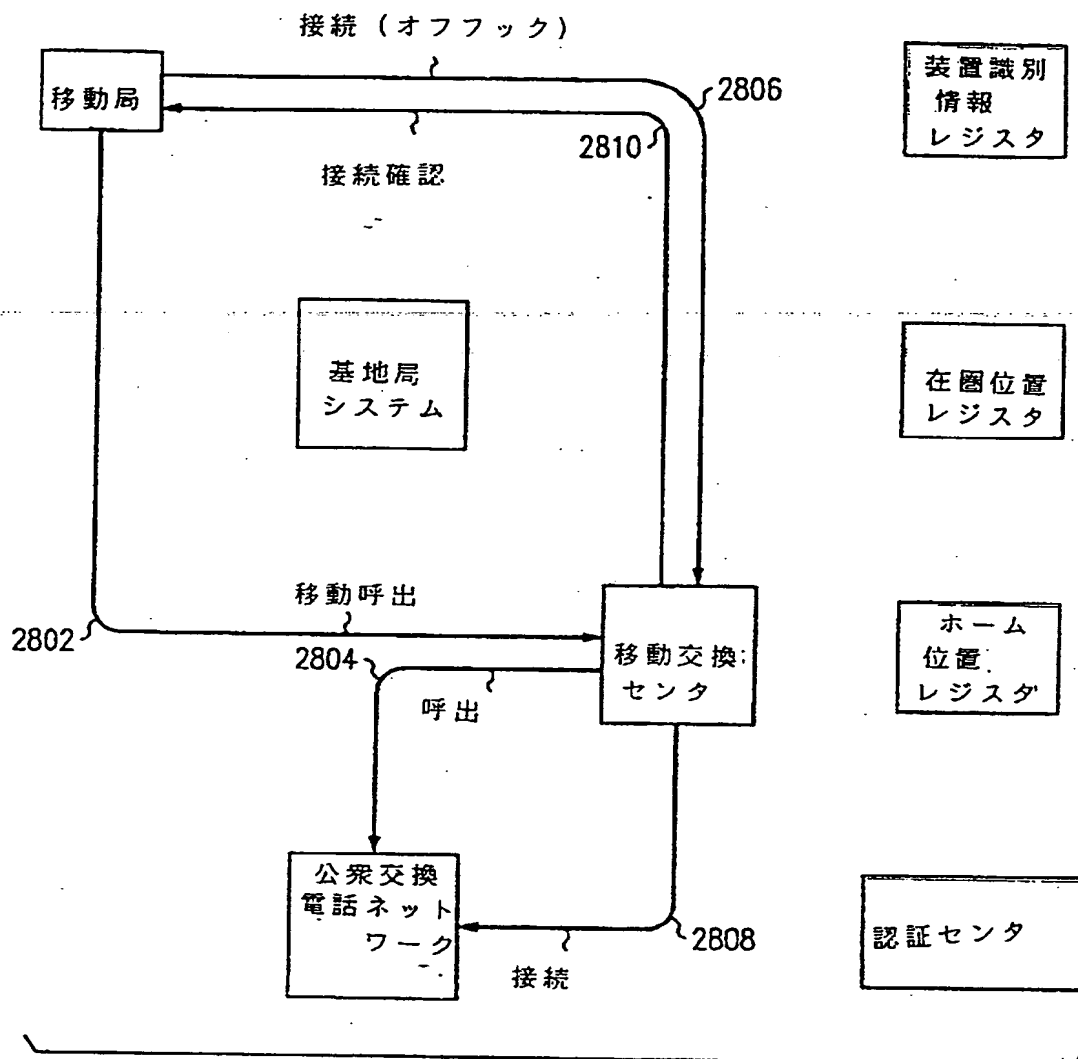 接続(オフフック)
移動局
2806
装置識別
情報
レジスタ
2810
接続確認
基地局
システム
在圏位置
レジスタ
移動呼出
2802
2804
呼出
移動交換
センタ
ホーム
位置
レジスタ
公衆交換
電話ネット
ワーク
2808
接続
認証センタ